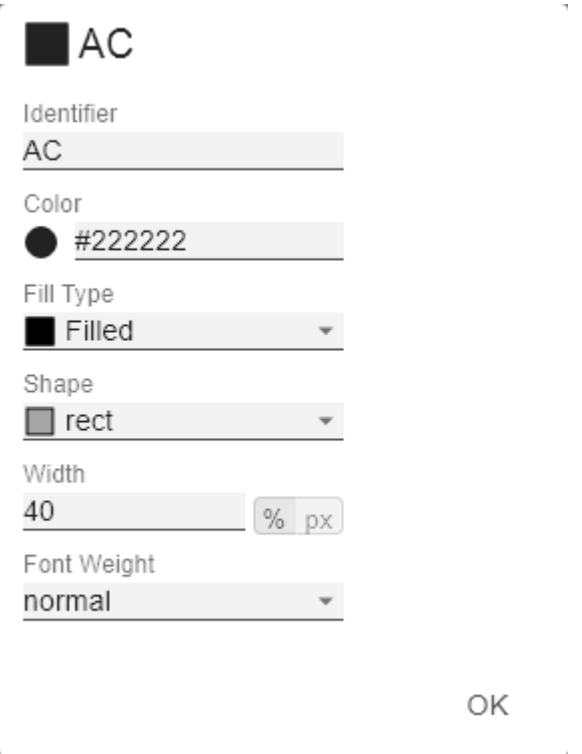 AC
Identifier
AC
Color
#222222
Fill Type
Filled
Shape
rect
Width
40 % px
Font Weight
normal
OK